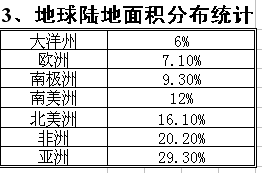 3、地球陆地面积分布统计
大洋洲 6%
欧洲 7.10%
南极洲 9.30%
南美洲 12%
北美洲 16.10%
非洲 20.20%
亚洲 29.30%